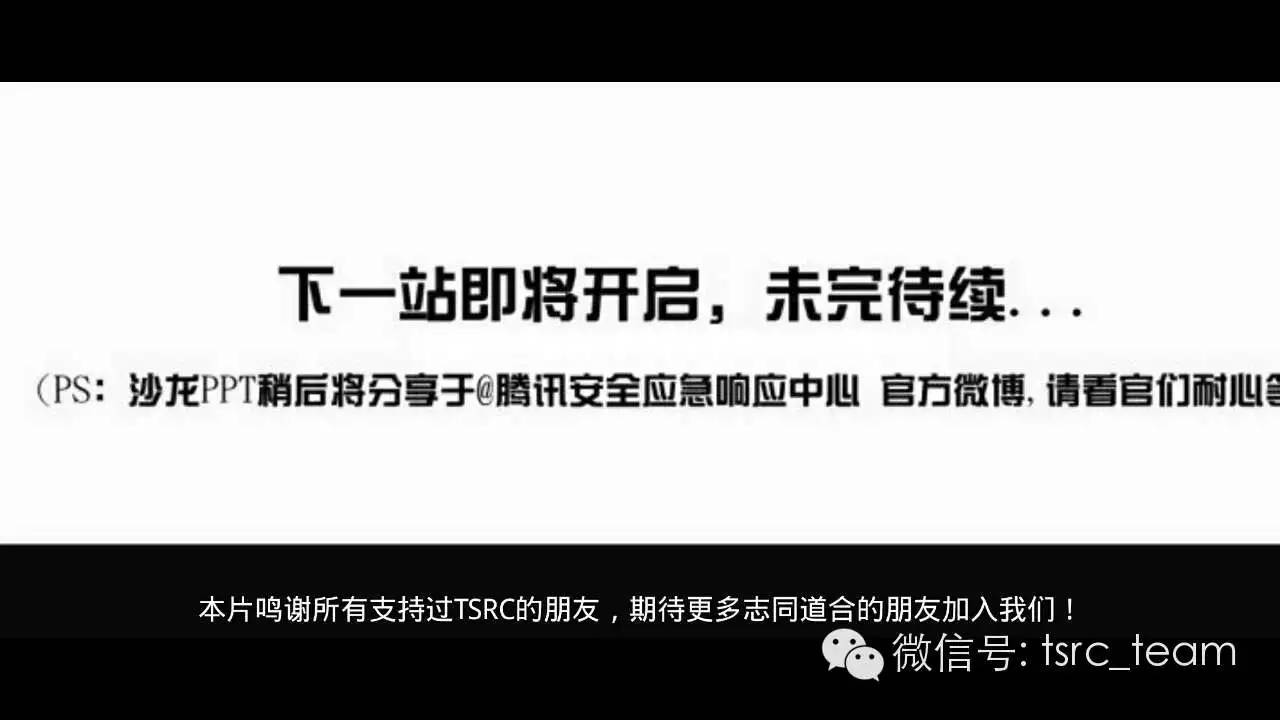 下一站即将开启，未完待续...
（PS：沙龙PPT稍后将分享于@腾讯安全应急响应中心 官方微博,请看官们耐心
本片鸣谢所有支持过TSRC的朋友，期待更多志同道合的朋友加入我们！
微信号: tsrc_team